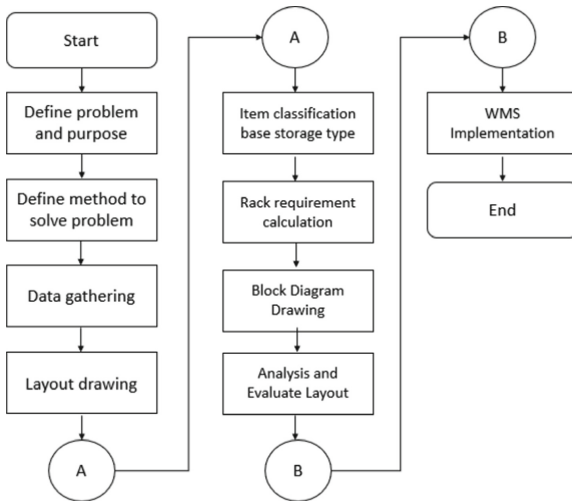 Start
Define problem
and purpose
Define method to
solve problem
Data gathering
Layout drawing
A
A
Item classification
base storage type
Rack requirement
calculation
Block Diagram
Drawing
Analysis and
Evaluate Layout
B
B
WMS
Implementation
End